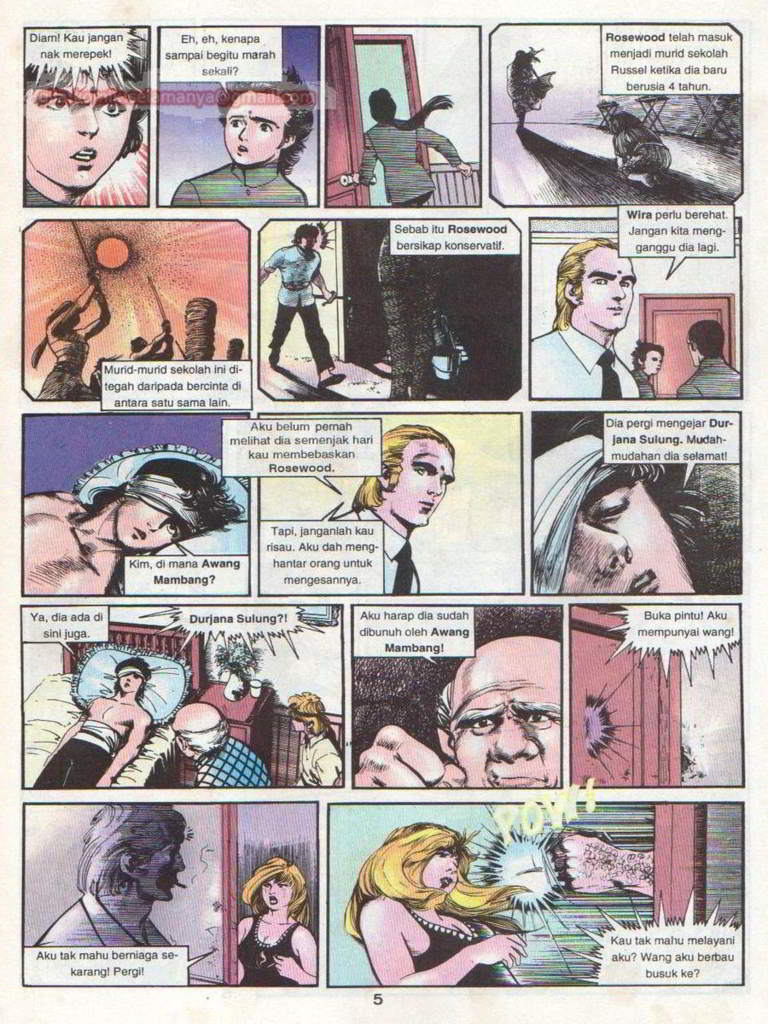 Diam! Kau jangan
nak merepek!
Eh, eh, kenapa
sampai begitu marah
sekali?
Rosewood telah masuk
menjadi murid sekolah
Russel ketika dia baru
berusia 4 tahun.
Murid-murid sekolah ini di-
tegah daripada bercinta di
antara satu sama lain.
Sebab itu Rosewood
bersikap konservatif.
Wira perlu berehat.
Jangan kita meng-
ganggu dia lagi.
Kim, di mana Awang
Mambang?
Aku belum pernah
melihat dia semenjak hari
kau membebaskan
Rosewood.
Tapi, janganlah kau
risau. Aku dah meng-
hantar orang untuk
mengesannya.
Dia pergi mengejar Dur-
jana Sulung. Mudah-
mudahan dia selamat!
Ya, dia ada di
sini juga.
Durjana Sulung?!
Aku harap dia sudah
dibunuh oleh Awang
Mambang!
Buka pintu! Aku
mempunyai wang!
Aku tak mahu berniaga se-
karang! Pergi!
POW!
Kau tak mahu melayani
aku? Wang aku berbau
busuk ke?
5